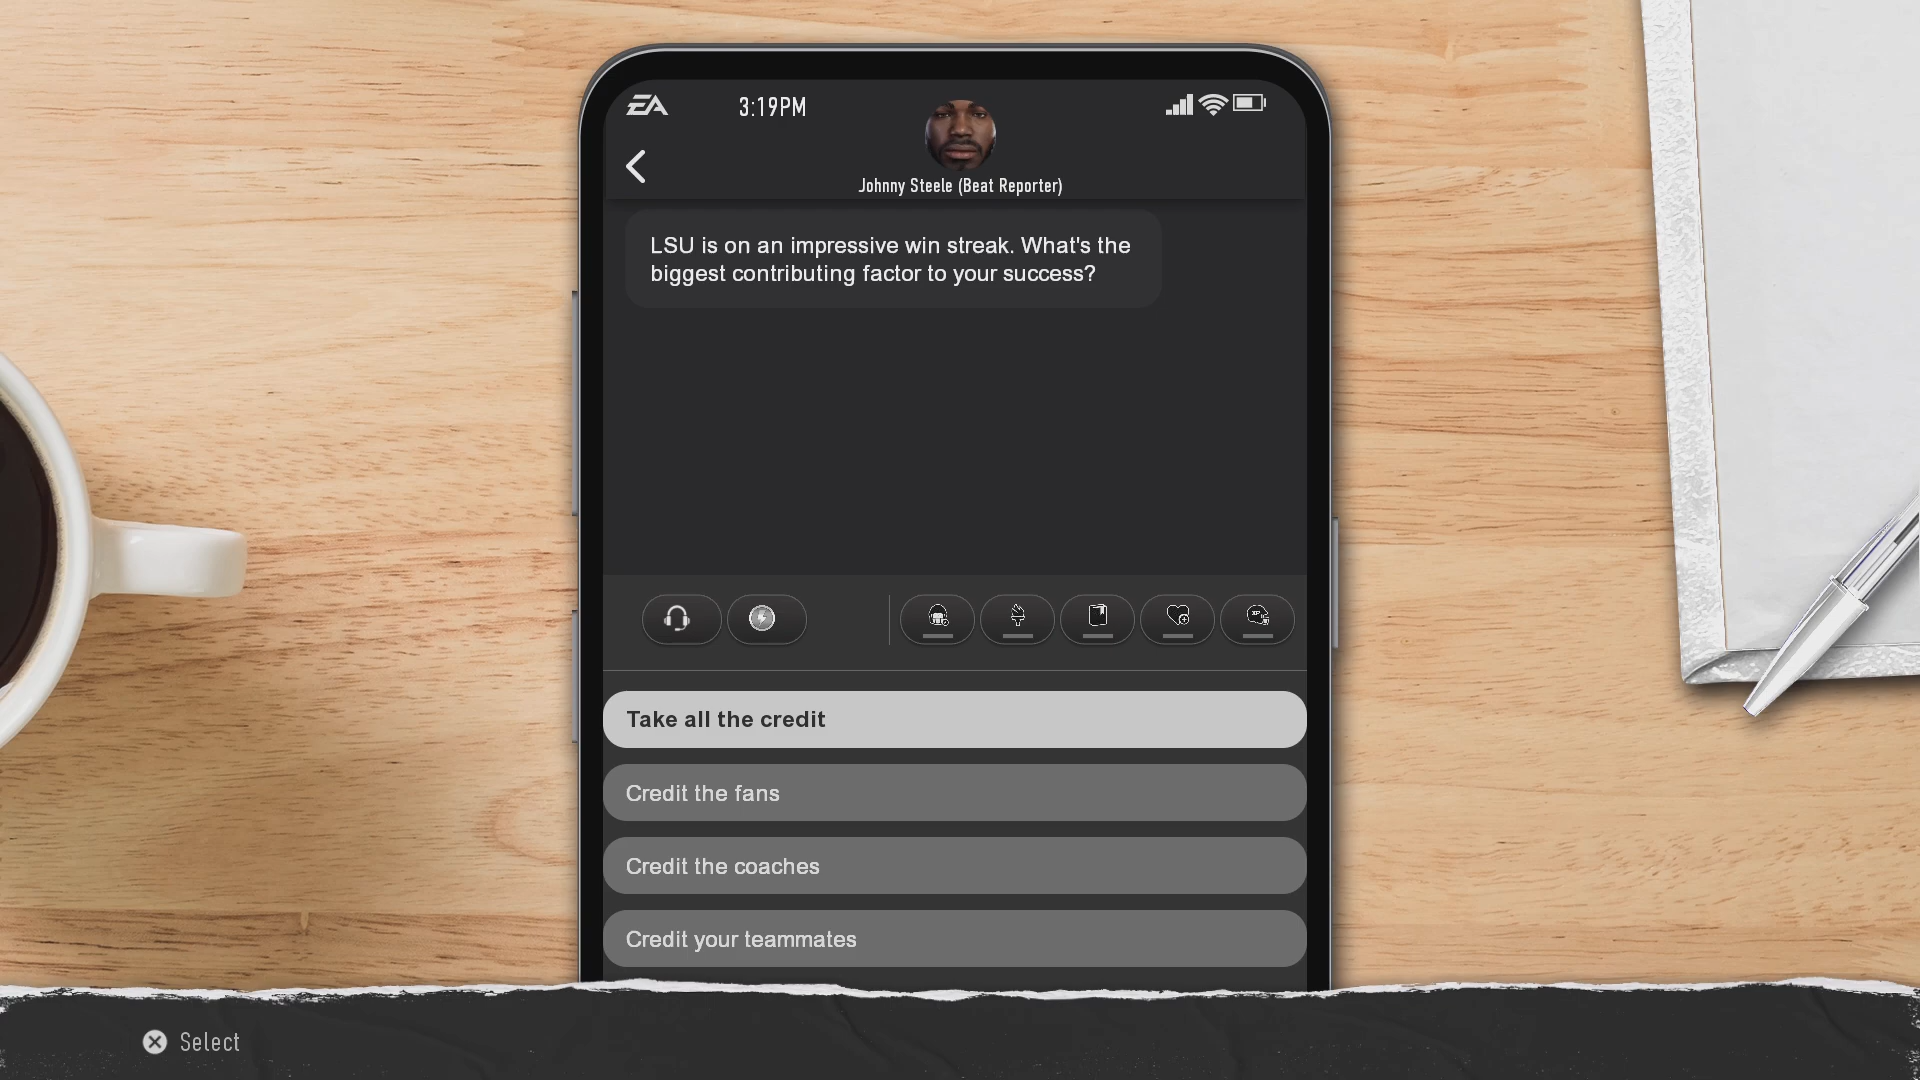 EA
3:19PM
Johnny Steele (Beat Reporter)
LSU is on an impressive win streak. What's the
biggest contributing factor to your success?
XP
Take all the credit
Credit the fans
Credit the coaches
Credit your teammates
Select